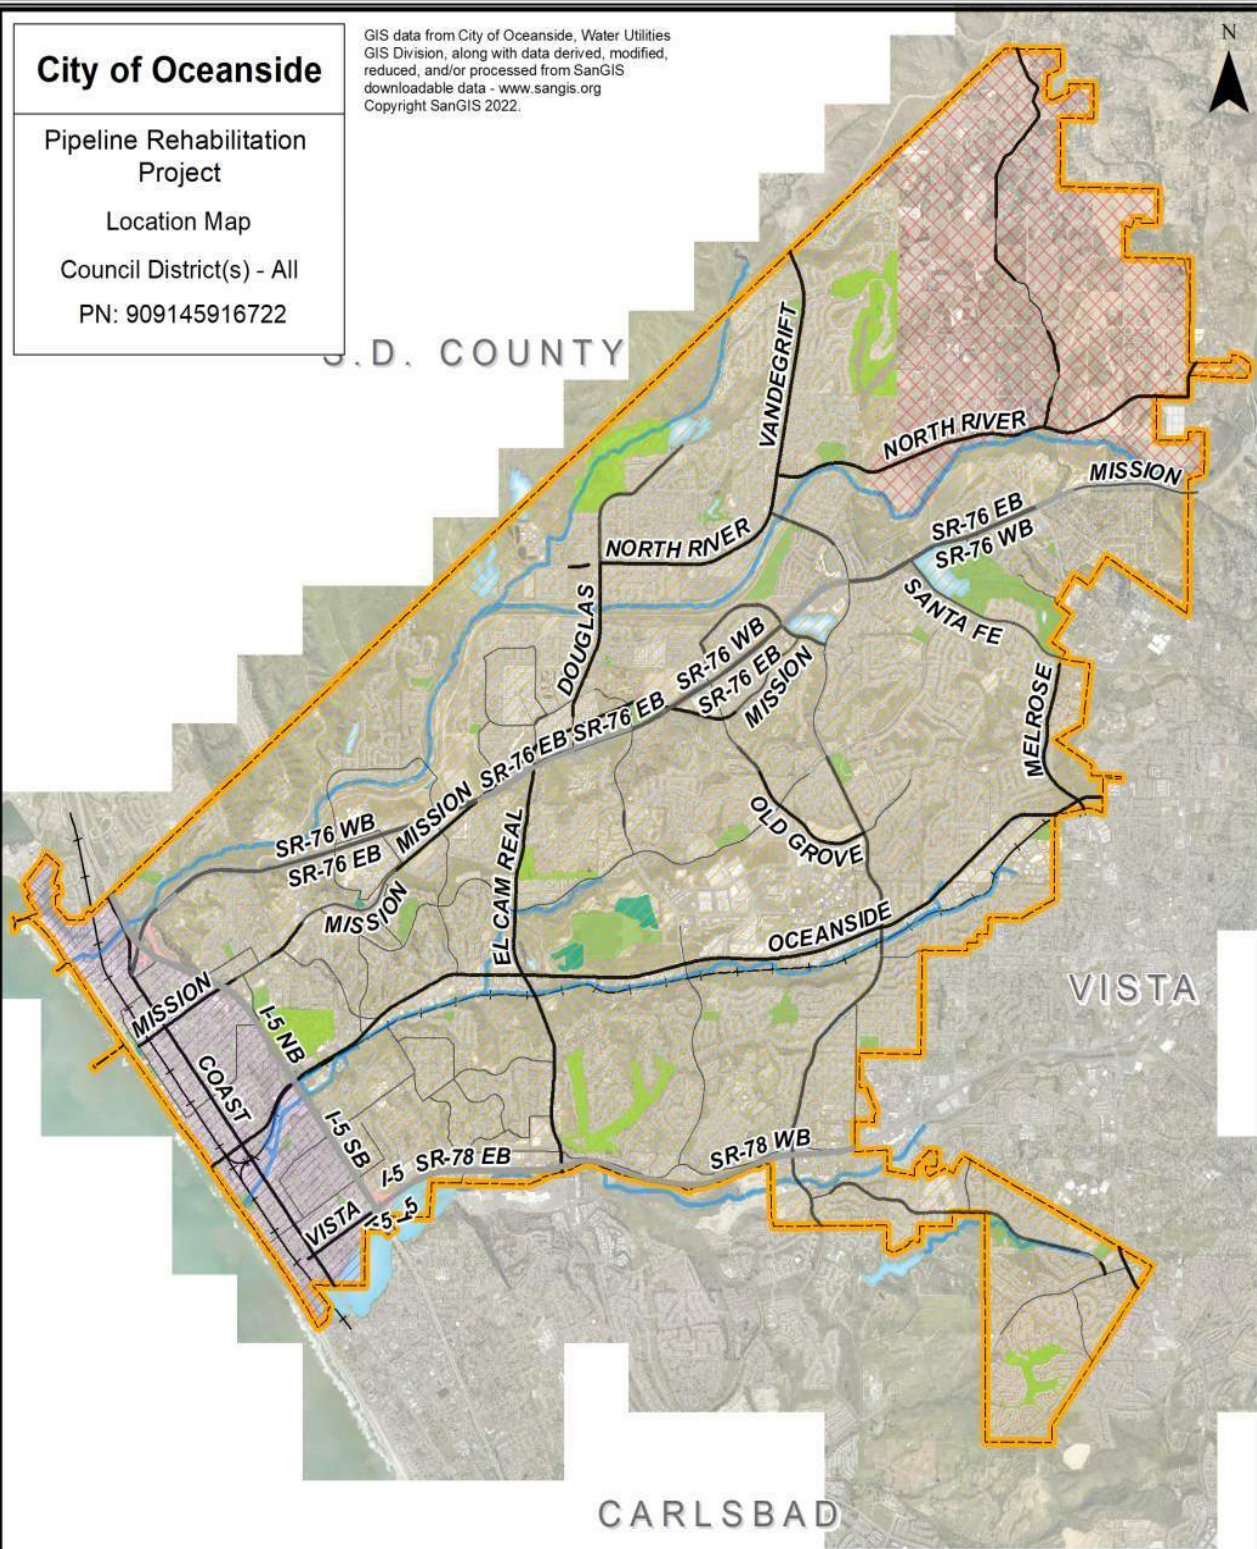 City of Oceanside
Pipeline Rehabilitation
Project
Location Map
Council District(s) - All
PN: 909145916722
GIS data from City of Oceanside, Water Utilities
GIS Division, along with data derived, modified,
reduced, and/or processed from SanGIS
downloadable data - www.sangis.org
Copyright SanGIS 2022.
N
S.D. COUNTY
VANDEGRIFT
NORTH RIVER
MISSION
SR-76 EB
SR-76 WB
NORTH RIVER
SANTA FE
DOUGLAS
SR-76 WB
SR-76 EB
MISSION
MELROSE
SR-76 EB
SR-76 EB
MISSION
OLD GROVE
SR-76 WB
SR-76 EB
EL CAM REAL
MISSION
OCEANSIDE
VISTA
MISSION
I-5 NB
COAST
I-5 SB
I-5
SR-78 EB
SR-78 WB
VISTA
CARLSBAD